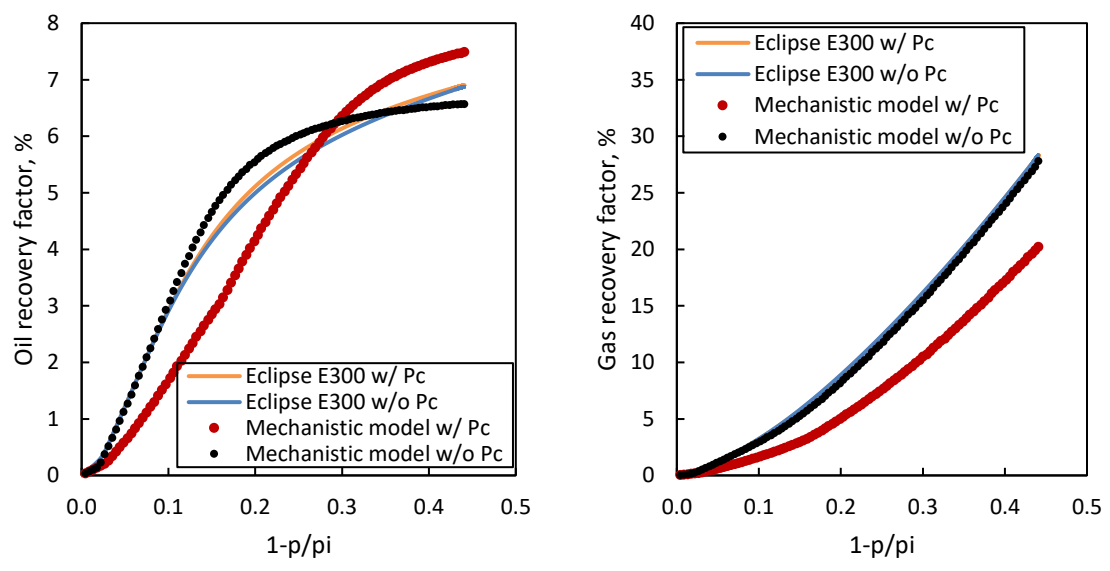 Oil recovery factor, %
8
7
6
5
4
3
2
1
0
0.0 0.1 0.2 0.3 0.4 0.5
1-p/pi
Eclipse E300 w/ Pc
Eclipse E300 w/o Pc
Mechanistic model w/ Pc
Mechanistic model w/o Pc
Gas recovery factor, %
40
35
30
25
20
15
10
5
0
0.0 0.1 0.2 0.3 0.4 0.5
1-p/pi
Eclipse E300 w/ Pc
Eclipse E300 w/o Pc
Mechanistic model w/ Pc
Mechanistic model w/o Pc